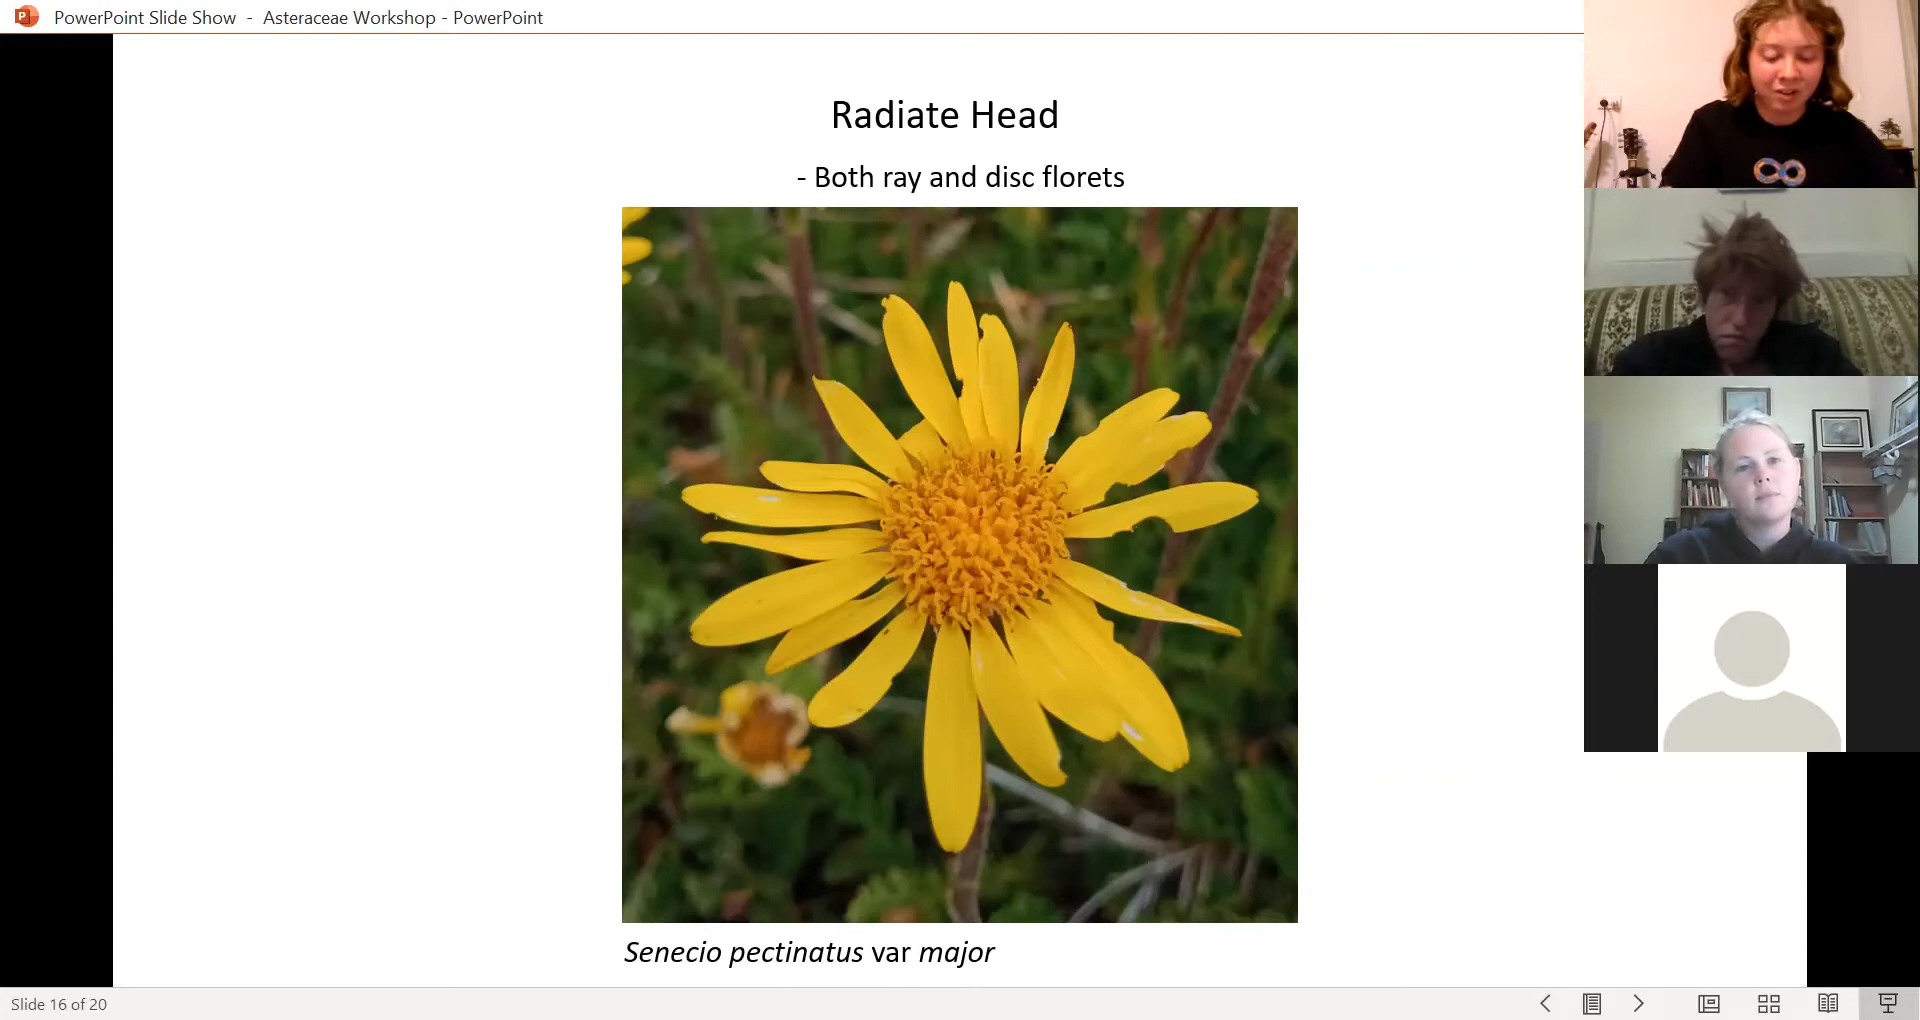 PowerPoint Slide Show - Asteraceae Workshop - PowerPoint
Radiate Head
- Both ray and disc florets
Senecio pectinatus var major
Slide 16 of 20